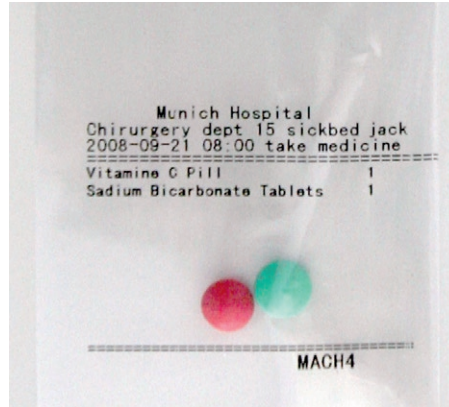 Munich Hospital
Chirurgery dept 15 sickbed jack
2008-09-21 08:00 take medicine
================================
Vitamine C Pill 1
Sadium Bicarbonate Tablets 1
================================
MACH4